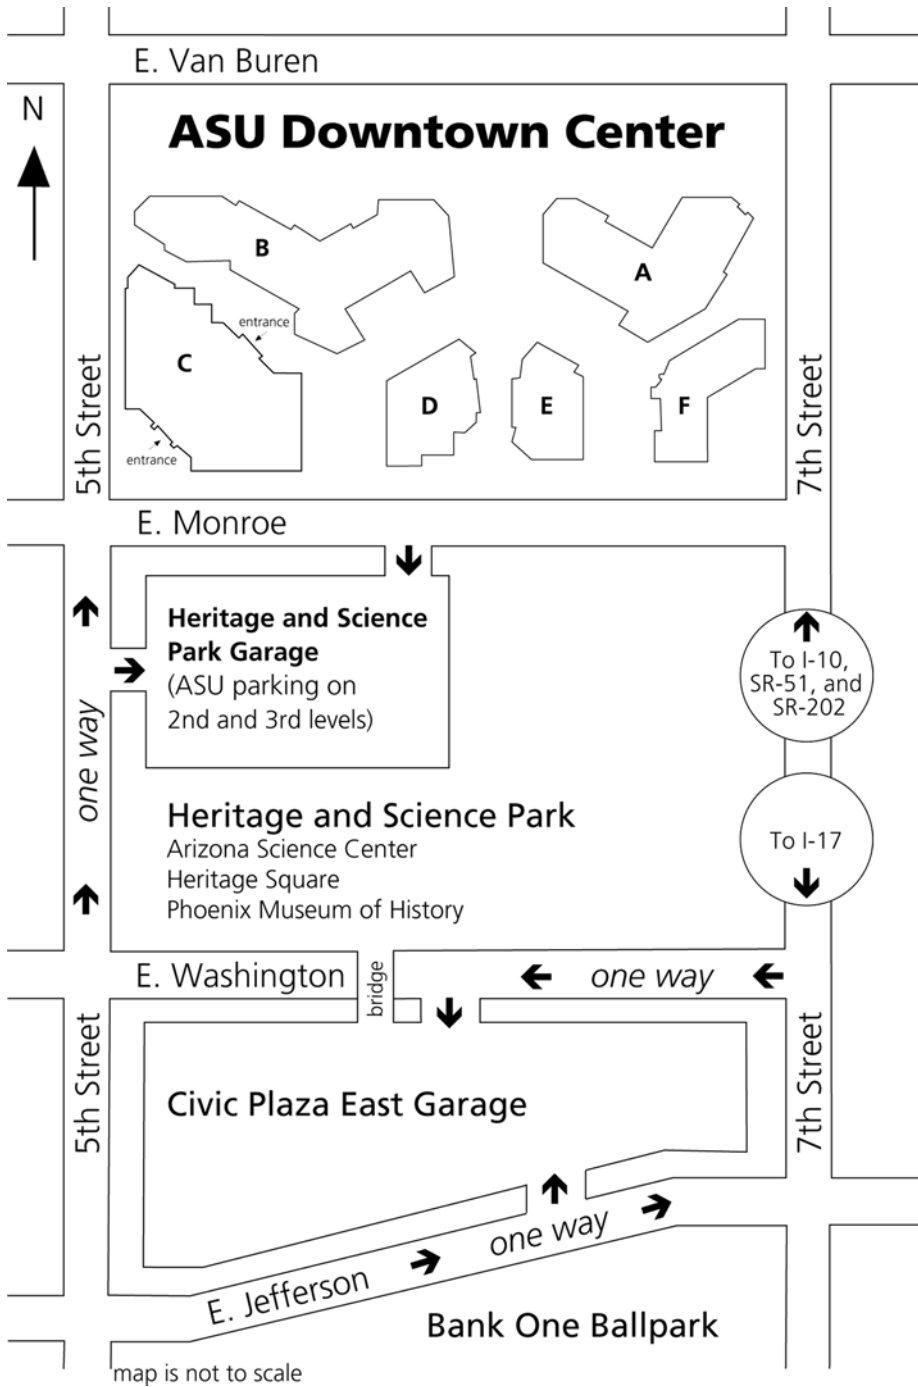 E. Van Buren
N
ASU Downtown Center
B
A
entrance
C
D
E
F
entrance
5th Street
7th Street
E. Monroe
Heritage and Science
Park Garage
(ASU parking on
2nd and 3rd levels)
To I-10,
SR-51, and
SR-202
one way
Heritage and Science Park
Arizona Science Center
Heritage Square
Phoenix Museum of History
To I-17
E. Washington
bridge
one way
5th Street
7th Street
Civic Plaza East Garage
E. Jefferson
one way
Bank One Ballpark
map is not to scale